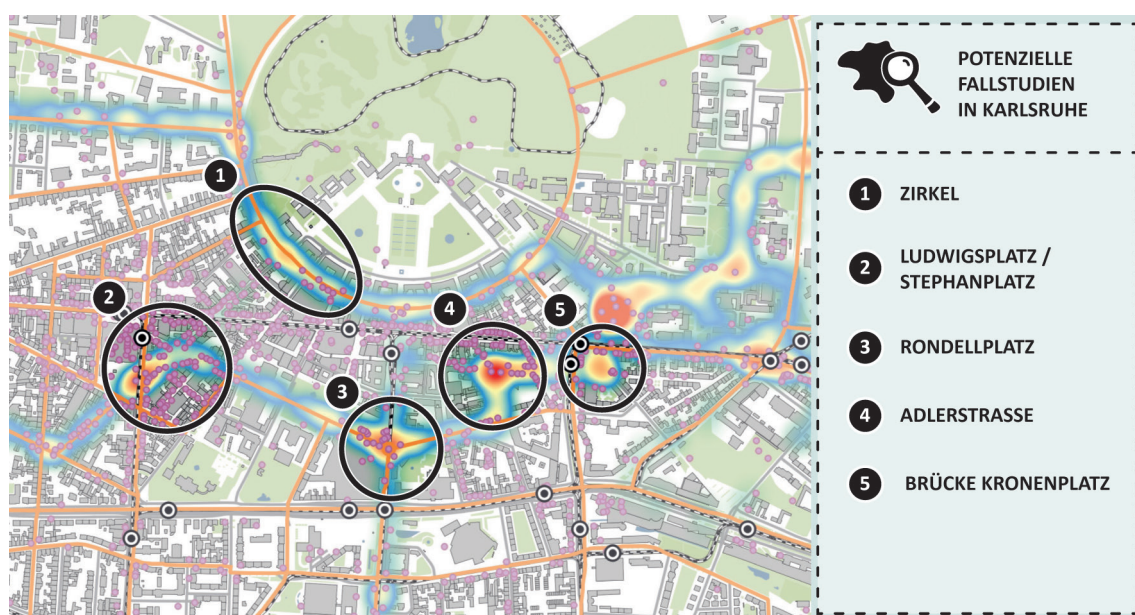 POTENZIELLE
FALLSTUDIEN
IN KARLSRUHE
1 ZIRKEL
2 LUDWIGSPLATZ /
STEPHANPLATZ
3 RONDELLPLATZ
4 ADLERSTRASSE
5 BRÜCKE KRONENPLATZ
1
2
4
5
3